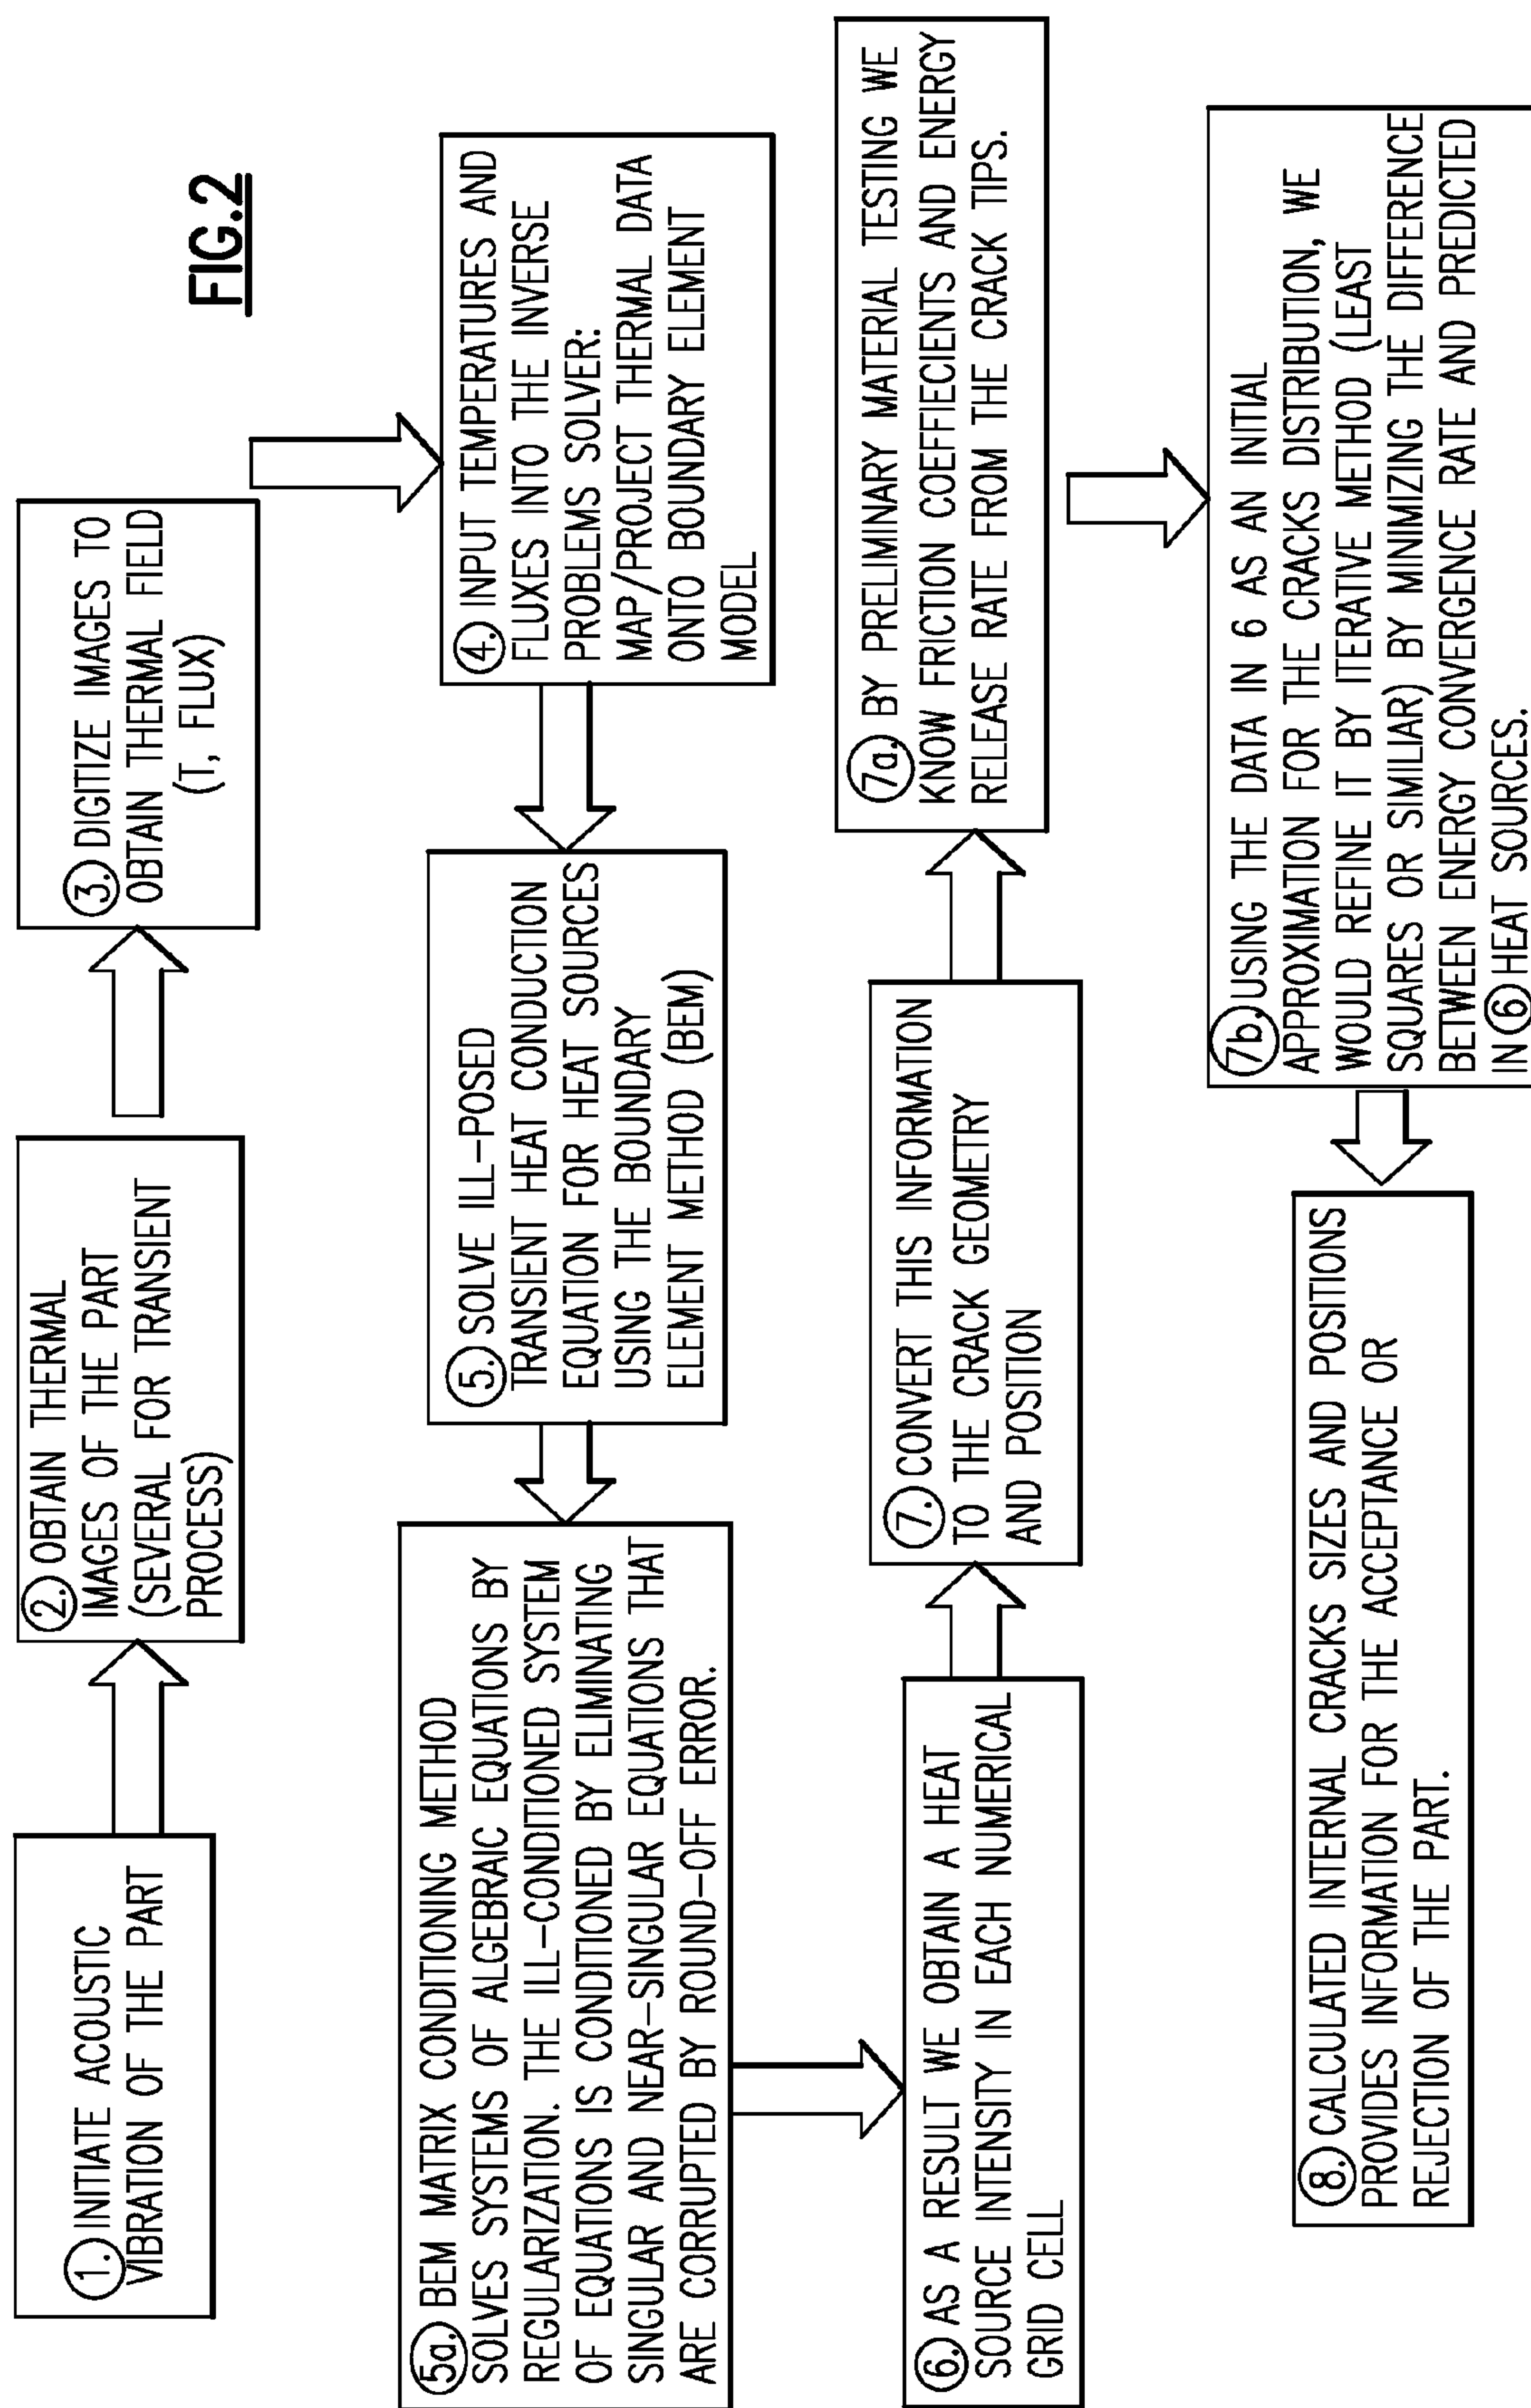 FIG.2
1. INITIATE ACOUSTIC
VIBRATION OF THE PART
2. OBTAIN THERMAL
IMAGES OF THE PART
(SEVERAL FOR TRANSIENT
PROCESS)
3. DIGITIZE IMAGES TO
OBTAIN THERMAL FIELD
(T, FLUX)
4. INPUT TEMPERATURES AND
FLUXES INTO THE INVERSE
PROBLEMS SOLVER:
MAP/PROJECT THERMAL DATA
ONTO BOUNDARY ELEMENT
MODEL
5. SOLVE ILL-POSED
TRANSIENT HEAT CONDUCTION
EQUATION FOR HEAT SOURCES
USING THE BOUNDARY
ELEMENT METHOD (BEM)
5a. BEM MATRIX CONDITIONING METHOD
SOLVES SYSTEMS OF ALGEBRAIC EQUATIONS BY
REGULARIZATION. THE ILL-CONDITIONED SYSTEM
OF EQUATIONS IS CONDITIONED BY ELIMINATING
SINGULAR AND NEAR-SINGULAR EQUATIONS THAT
ARE CORRUPTED BY ROUND-OFF ERROR.
6. AS A RESULT WE OBTAIN A HEAT
SOURCE INTENSITY IN EACH NUMERICAL
GRID CELL
7. CONVERT THIS INFORMATION
TO THE CRACK GEOMETRY
AND POSITION
7a. BY PRELIMINARY MATERIAL TESTING WE
KNOW FRICTION COEFFIECIENTS AND ENERGY
RELEASE RATE FROM THE CRACK TIPS.
7b. USING THE DATA IN 6 AS AN INITIAL
APPROXIMATION FOR THE CRACKS DISTRIBUTION, WE
WOULD REFINE IT BY ITERATIVE METHOD (LEAST
SQUARES OR SIMILIAR) BY MINIMIZING THE DIFFERENCE
BETWEEN ENERGY CONVERGENCE RATE AND PREDICTED
IN 6 HEAT SOURCES.
8. CALCULATED INTERNAL CRACKS SIZES AND POSITIONS
PROVIDES INFORMATION FOR THE ACCEPTANCE OR
REJECTION OF THE PART.